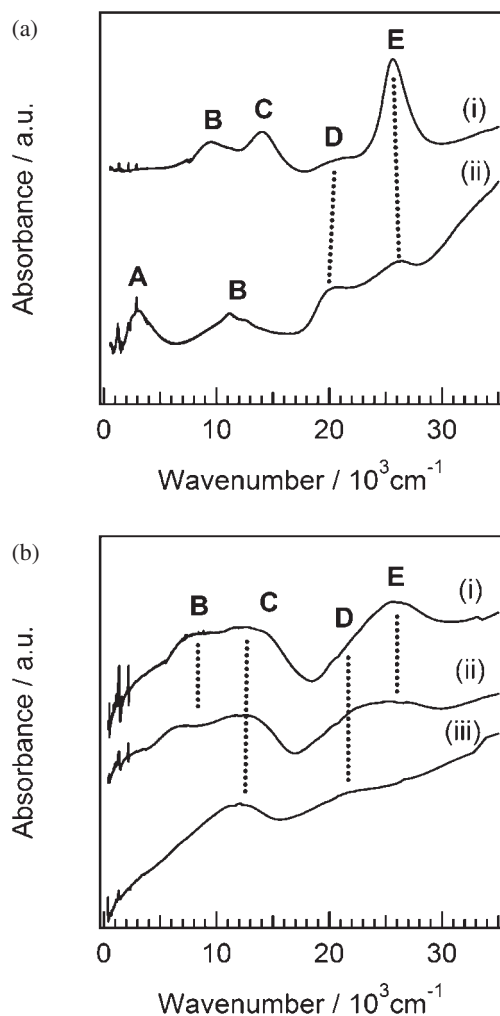 (a)
E
B
C
D
(i)
(ii)
A
B
Absorbance / a.u.
0
10
20
30
Wavenumber / 10³cm⁻¹
(b)
E
(i)
B
C
D
(ii)
(iii)
Absorbance / a.u.
0
10
20
30
Wavenumber / 10³cm⁻¹